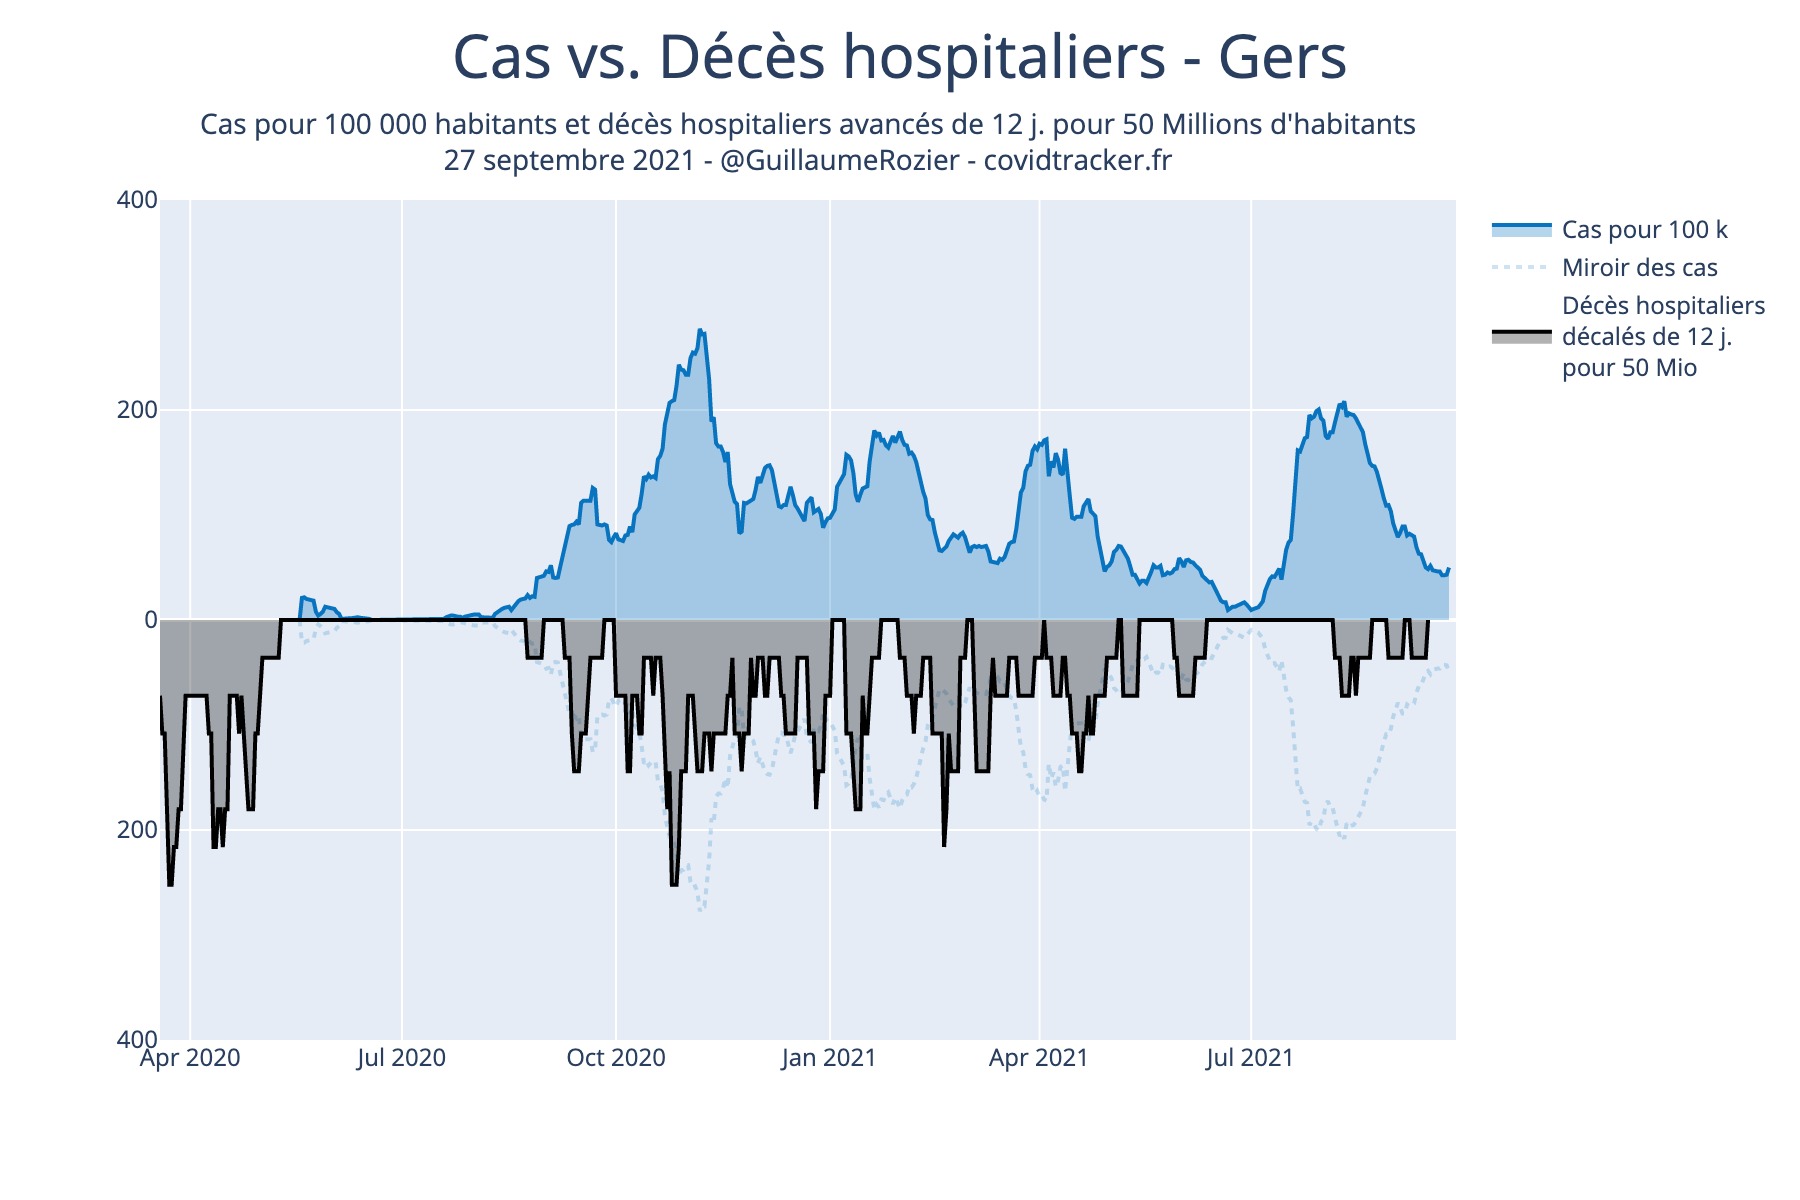 Cas vs. Décès hospitaliers - Gers
Cas pour 100 000 habitants et décès hospitaliers avancés de 12 j. pour 50 Millions d'habitants
27 septembre 2021 - @GuillaumeRozier - covidtracker.fr
400
200
0
200
400
Apr 2020
Jul 2020
Oct 2020
Jan 2021
Apr 2021
Jul 2021
Cas pour 100 k
Miroir des cas
Décès hospitaliers
décalés de 12 j.
pour 50 Mio